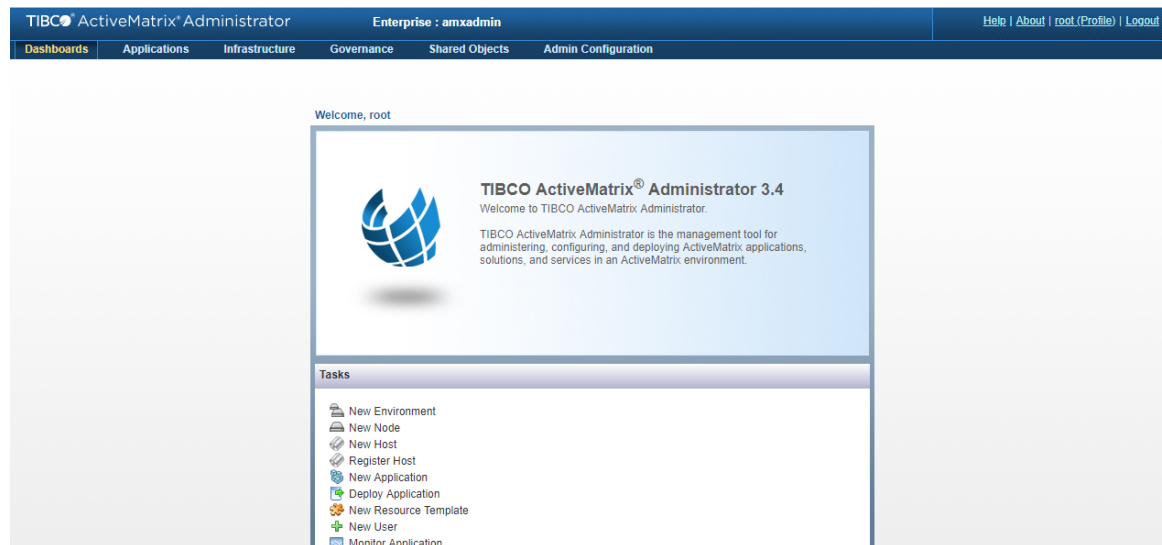 TIBCO® ActiveMatrix® Administrator
Enterprise : amxadmin
Help | About | root (Profile) | Logout
Dashboards Applications Infrastructure Governance Shared Objects Admin Configuration
Welcome, root
TIBCO ActiveMatrix® Administrator 3.4
Welcome to TIBCO ActiveMatrix Administrator.
TIBCO ActiveMatrix Administrator is the management tool for
administering, configuring, and deploying ActiveMatrix applications,
solutions, and services in an ActiveMatrix environment.
Tasks
New Environment
New Node
New Host
Register Host
New Application
Deploy Application
New Resource Template
New User
Monitor Application